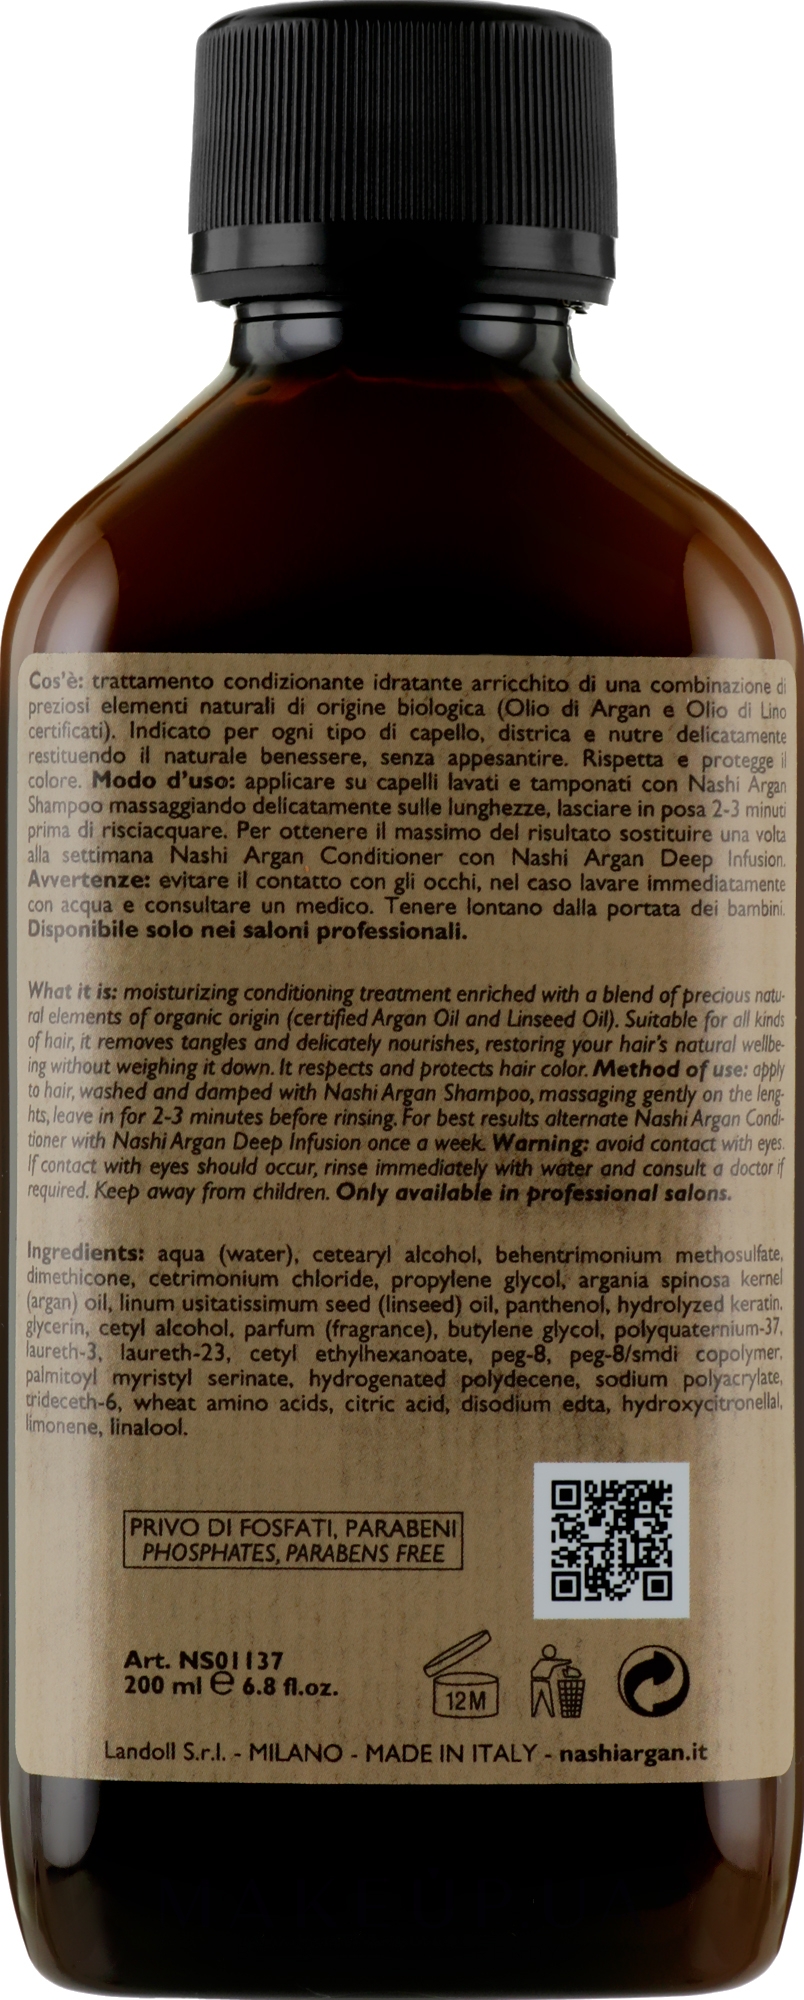 Cos'è: trattamento condizionante idratante arricchito di una combinazione di
preziosi elementi naturali di origine biologica (Olio di Argan e Olio di Lino
certificati). Indicato per ogni tipo di capello, districa e nutre delicatamente
restituendo il naturale benessere, senza appesantire. Rispetta e protegge il
colore. Modo d'uso: applicare su capelli lavati e tamponati con Nashi Argan
Shampoo massaggiando delicatamente sulle lunghezze, lasciare in posa 2-3 minuti
prima di risciacquare. Per ottenere il massimo del risultato sostituire una volta
alla settimana Nashi Argan Conditioner con Nashi Argan Deep Infusion.
Avvertenze: evitare il contatto con gli occhi, nel caso lavare immediatamente
con acqua e consultare un medico. Tenere lontano dalla portata dei bambini.
Disponibile solo nei saloni professionali.
What it is: moisturizing conditioning treatment enriched with a blend of precious natu-
ral elements of organic origin (certified Argan Oil and Linseed Oil). Suitable for all kinds
of hair, it removes tangles and delicately nourishes, restoring your hair's natural wellbe-
ing without weighing it down. It respects and protects hair color. Method of use: apply
to hair, washed and damped with Nashi Argan Shampoo, massaging gently on the leng-
hts, leave in for 2-3 minutes before rinsing. For best results alternate Nashi Argan Condi-
tioner with Nashi Argan Deep Infusion once a week. Warning: avoid contact with eyes.
If contact with eyes should occur, rinse immediately with water and consult a doctor if
required. Keep away from children. Only available in professional salons.
Ingredients: aqua (water), cetearyl alcohol, behentrimonium methosulfate,
dimethicone, cetrimonium chloride, propylene glycol, argania spinosa kernel
(argan) oil, linum usitatissimum seed (linseed) oil, panthenol, hydrolyzed keratin,
glycerin, cetyl alcohol, parfum (fragrance), butylene glycol, polyquaternium-37,
laureth-3, laureth-23, cetyl ethylhexanoate, peg-8, peg-8/smdi copolymer,
palmitoyl myristyl serinate, hydrogenated polydecene, sodium polyacrylate,
trideceth-6, wheat amino acids, citric acid, disodium edta, hydroxycitronellal,
limonene, linalool.
PRIVO DI FOSFATI, PARABENI
PHOSPHATES, PARABENS FREE
Art. NS01137
200 ml ℮ 6.8 fl.oz.
12M
Landoll S.r.l. - MILANO - MADE IN ITALY - nashiargan.it